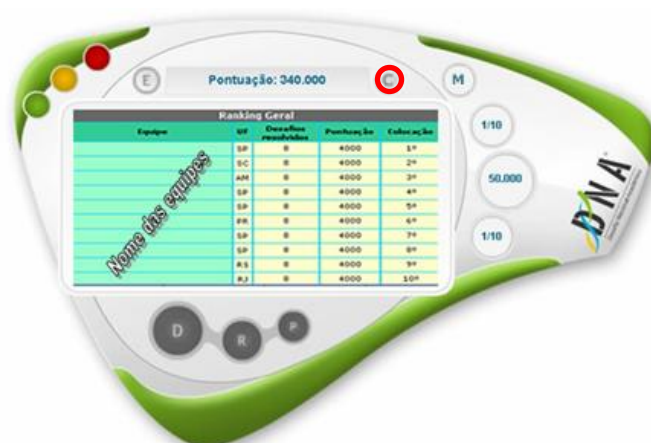 E Pontuação: 340.000 C M
Ranking Geral
Equipe UF Desafios resolvidos Pontuação Colocação
SP 8 4000 1º
SC 8 4000 2º
AM 8 4000 3º
SP 8 4000 4º
SP 8 4000 5º
PR 8 4000 6º
SP 8 4000 7º
SP 8 4000 8º
RS 8 4000 9º
RJ 8 4000 10º
Nome das equipes
1/10
50.000
1/10
DNA
D R P